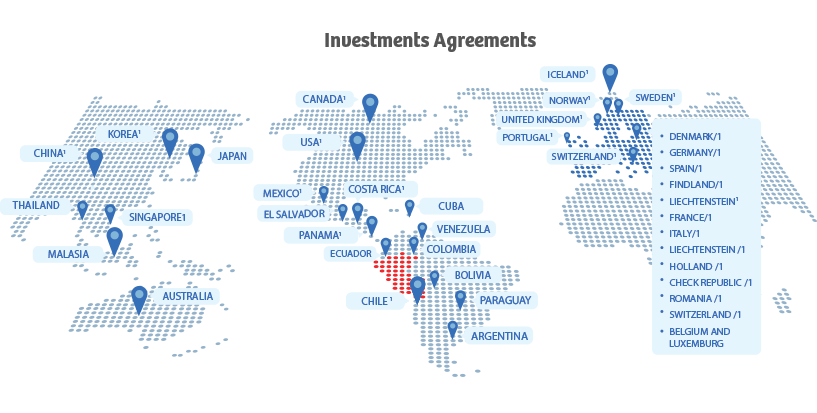 Investments Agreements
ICELAND¹
CANADA¹
NORWAY¹
SWEDEN¹
UNITED KINGDOM¹
KOREA¹
USA¹
PORTUGAL¹
CHINA¹
JAPAN
SWITZERLAND¹
MEXICO¹
COSTA RICA¹
THAILAND
SINGAPORE1
EL SALVADOR
CUBA
PANAMA¹
VENEZUELA
MALASIA
ECUADOR
COLOMBIA
BOLIVIA
AUSTRALIA
CHILE ¹
PARAGUAY
ARGENTINA
• DENMARK/1
• GERMANY/1
• SPAIN/1
• FINDLAND/1
• LIECHTENSTEIN¹
• FRANCE/1
• ITALY/1
• LIECHTENSTEIN /1
• HOLLAND /1
• CHECK REPUBLIC /1
• ROMANIA /1
• SWITZERLAND /1
• BELGIUM AND
LUXEMBURG